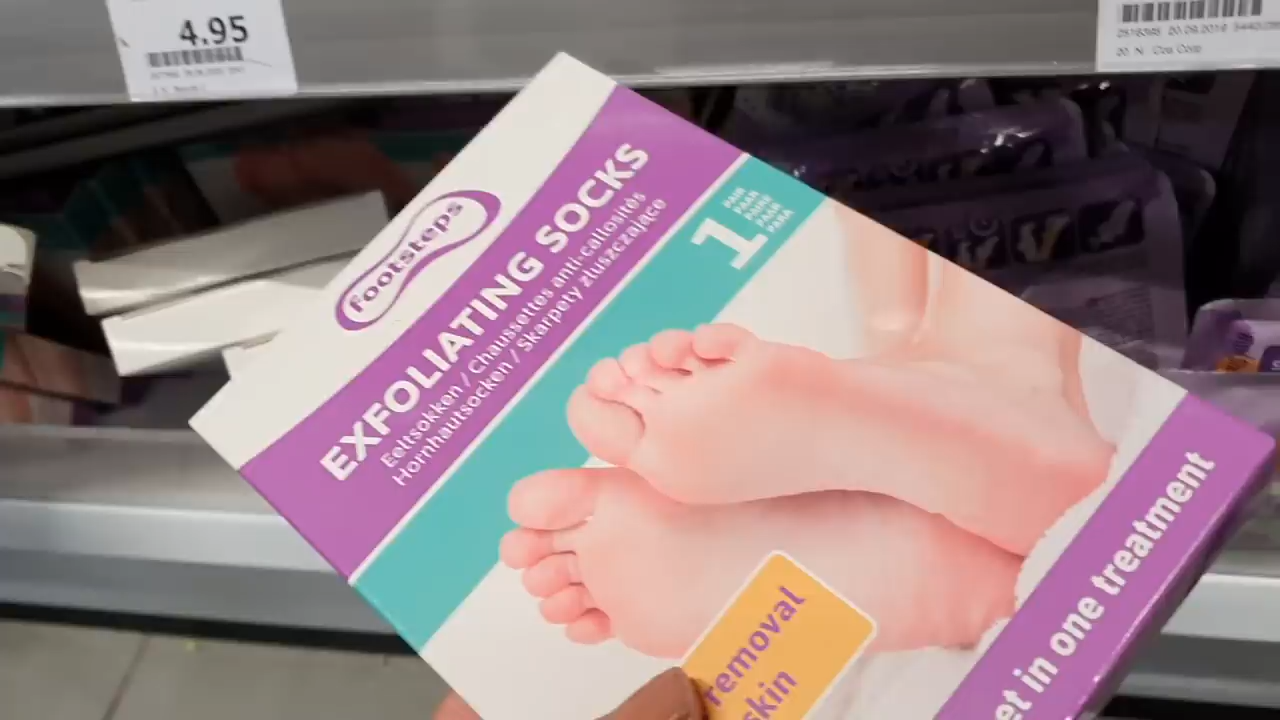 4.95
footsteps
EXFOLIATING SOCKS
Eeltsokken / Chaussettes anti-callosités
Hornhautsocken / Skarpety złuszczające
1
PAIR
PAAR
PAIRE
PAAR
PARA
removal
skin
et in one treatment